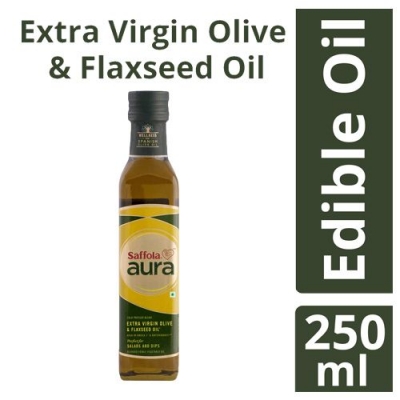 Extra Virgin Olive
& Flaxseed Oil
Edible Oil
250
ml
Saffola
aura
EXTRA VIRGIN OLIVE
& FLAXSEED OIL
SALADS AND DIPS